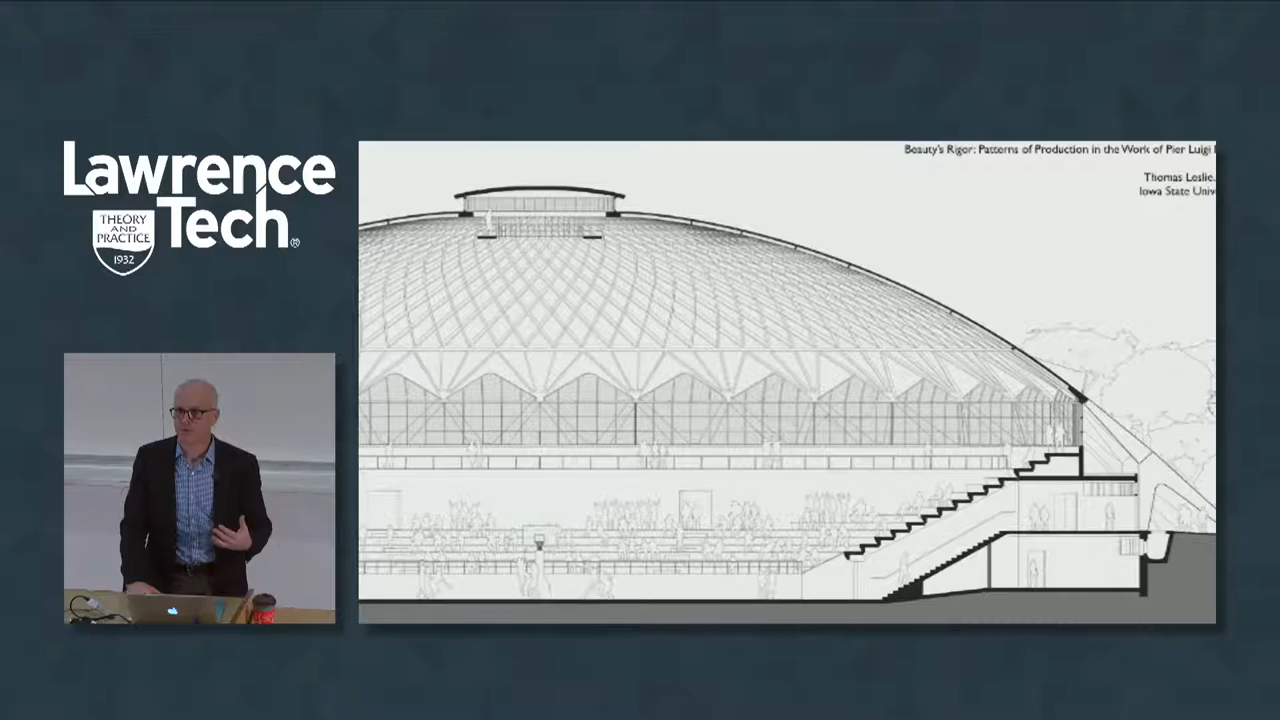 Lawrence
Tech®
THEORY
AND
PRACTICE
1932
Beauty's Rigor: Patterns of Production in the Work of Pier Luigi
Thomas Leslie.
Iowa State Univ